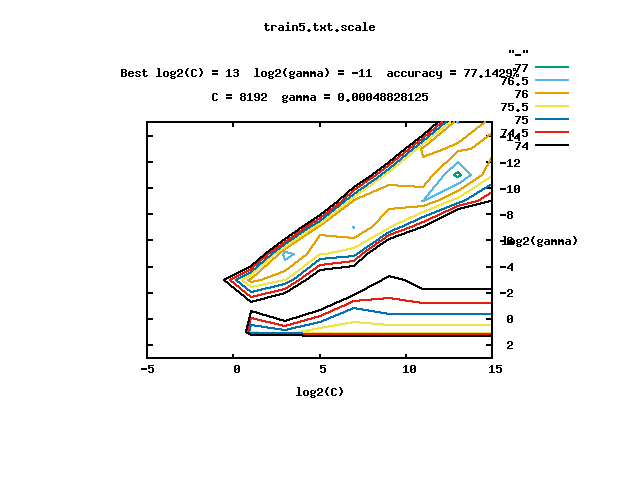 train5.txt.scale
"-"
77
Best log2(C) = 13 log2(gamma) = -11 accuracy = 77.1429%
76.5
76
C = 8192 gamma = 0.00048828125
75.5
75
74.5
-14
74
-12
-10
-8
-6
log2(gamma)
-4
-2
0
2
-5 0 5 10 15
log2(C)